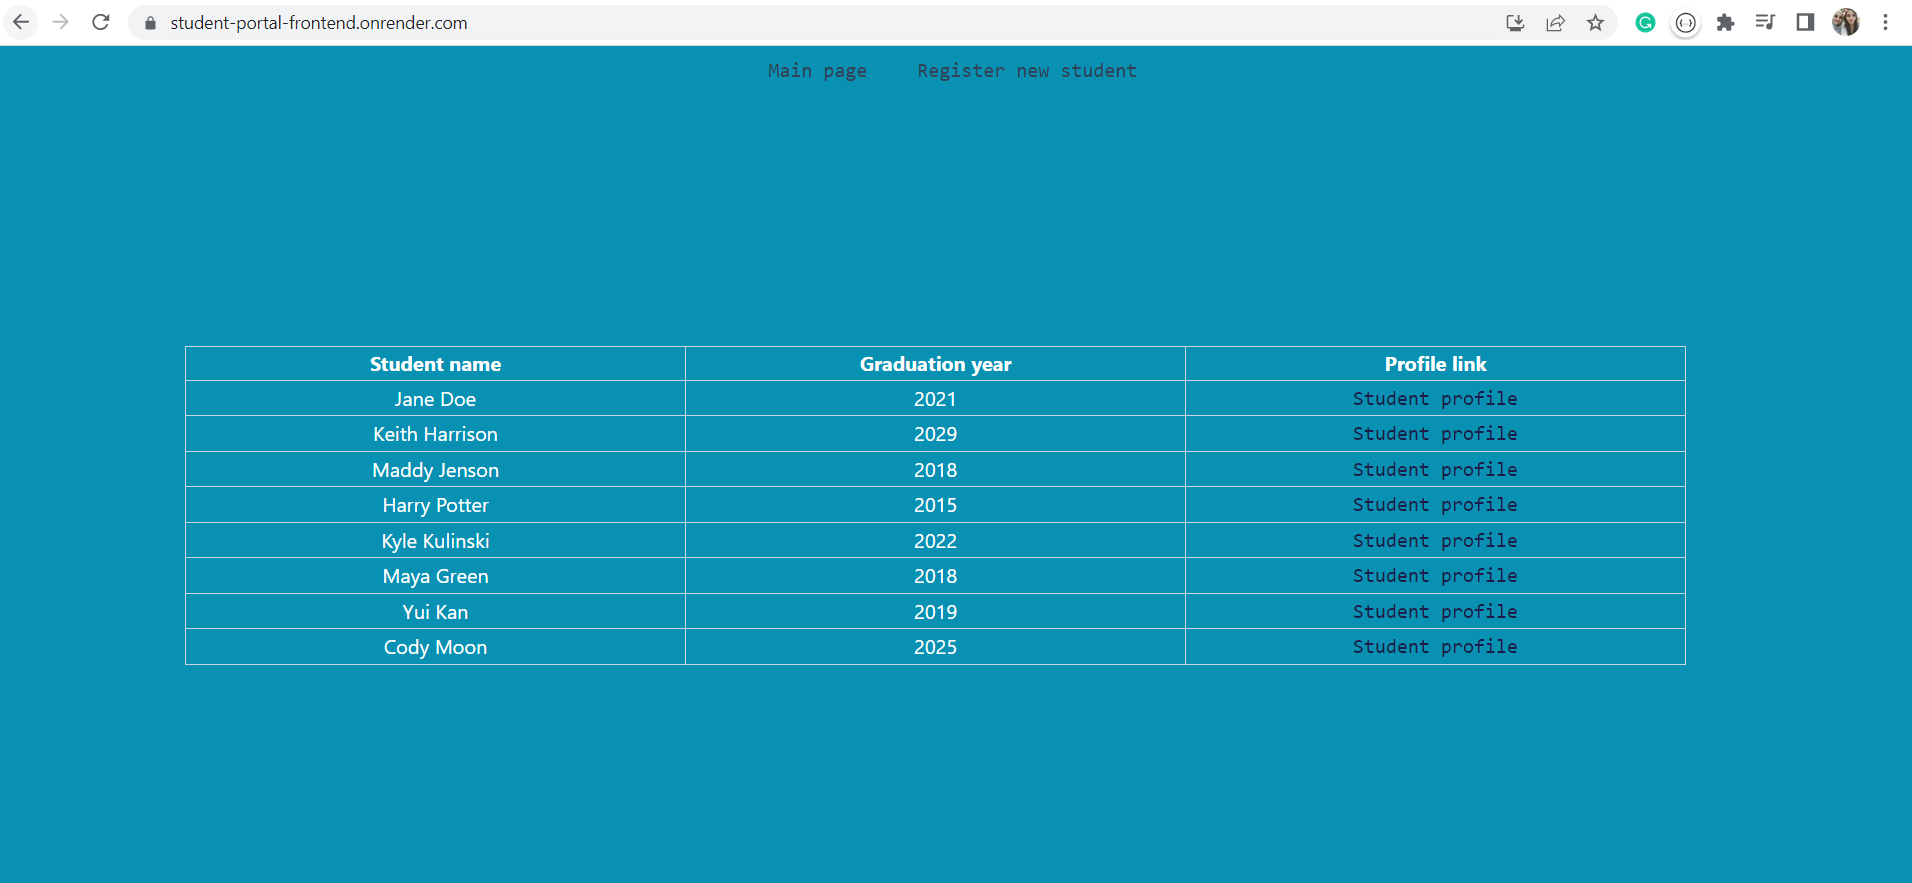 student-portal-frontend.onrender.com
Main page Register new student
Student name Graduation year Profile link
Jane Doe 2021 Student profile
Keith Harrison 2029 Student profile
Maddy Jenson 2018 Student profile
Harry Potter 2015 Student profile
Kyle Kulinski 2022 Student profile
Maya Green 2018 Student profile
Yui Kan 2019 Student profile
Cody Moon 2025 Student profile